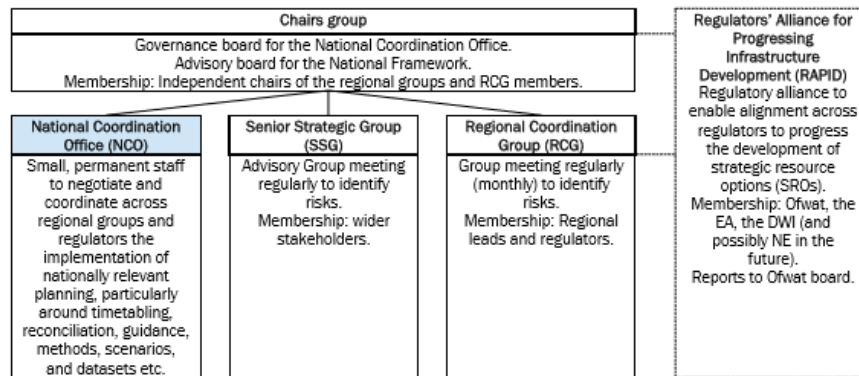 Chairs group
Governance board for the National Coordination Office.
Advisory board for the National Framework.
Membership: Independent chairs of the regional groups and RCG members.
National Coordination
Office (NCO)
Small, permanent staff
to negotiate and
coordinate across
regional groups and
regulators the
implementation of
nationally relevant
planning, particularly
around timetabling,
reconciliation, guidance,
methods, scenarios,
and datasets etc.
Senior Strategic Group
(SSG)
Advisory Group meeting
regularly to identify
risks.
Membership: wider
stakeholders.
Regional Coordination
Group (RCG)
Group meeting regularly
(monthly) to identify
risks.
Membership: Regional
leads and regulators.
Regulators' Alliance for
Progressing
Infrastructure
Development (RAPID)
Regulatory alliance to
enable alignment across
regulators to progress
the development of
strategic resource
options (SROs).
Membership: Ofwat, the
EA, the DWI (and
possibly NE in the
future).
Reports to Ofwat board.